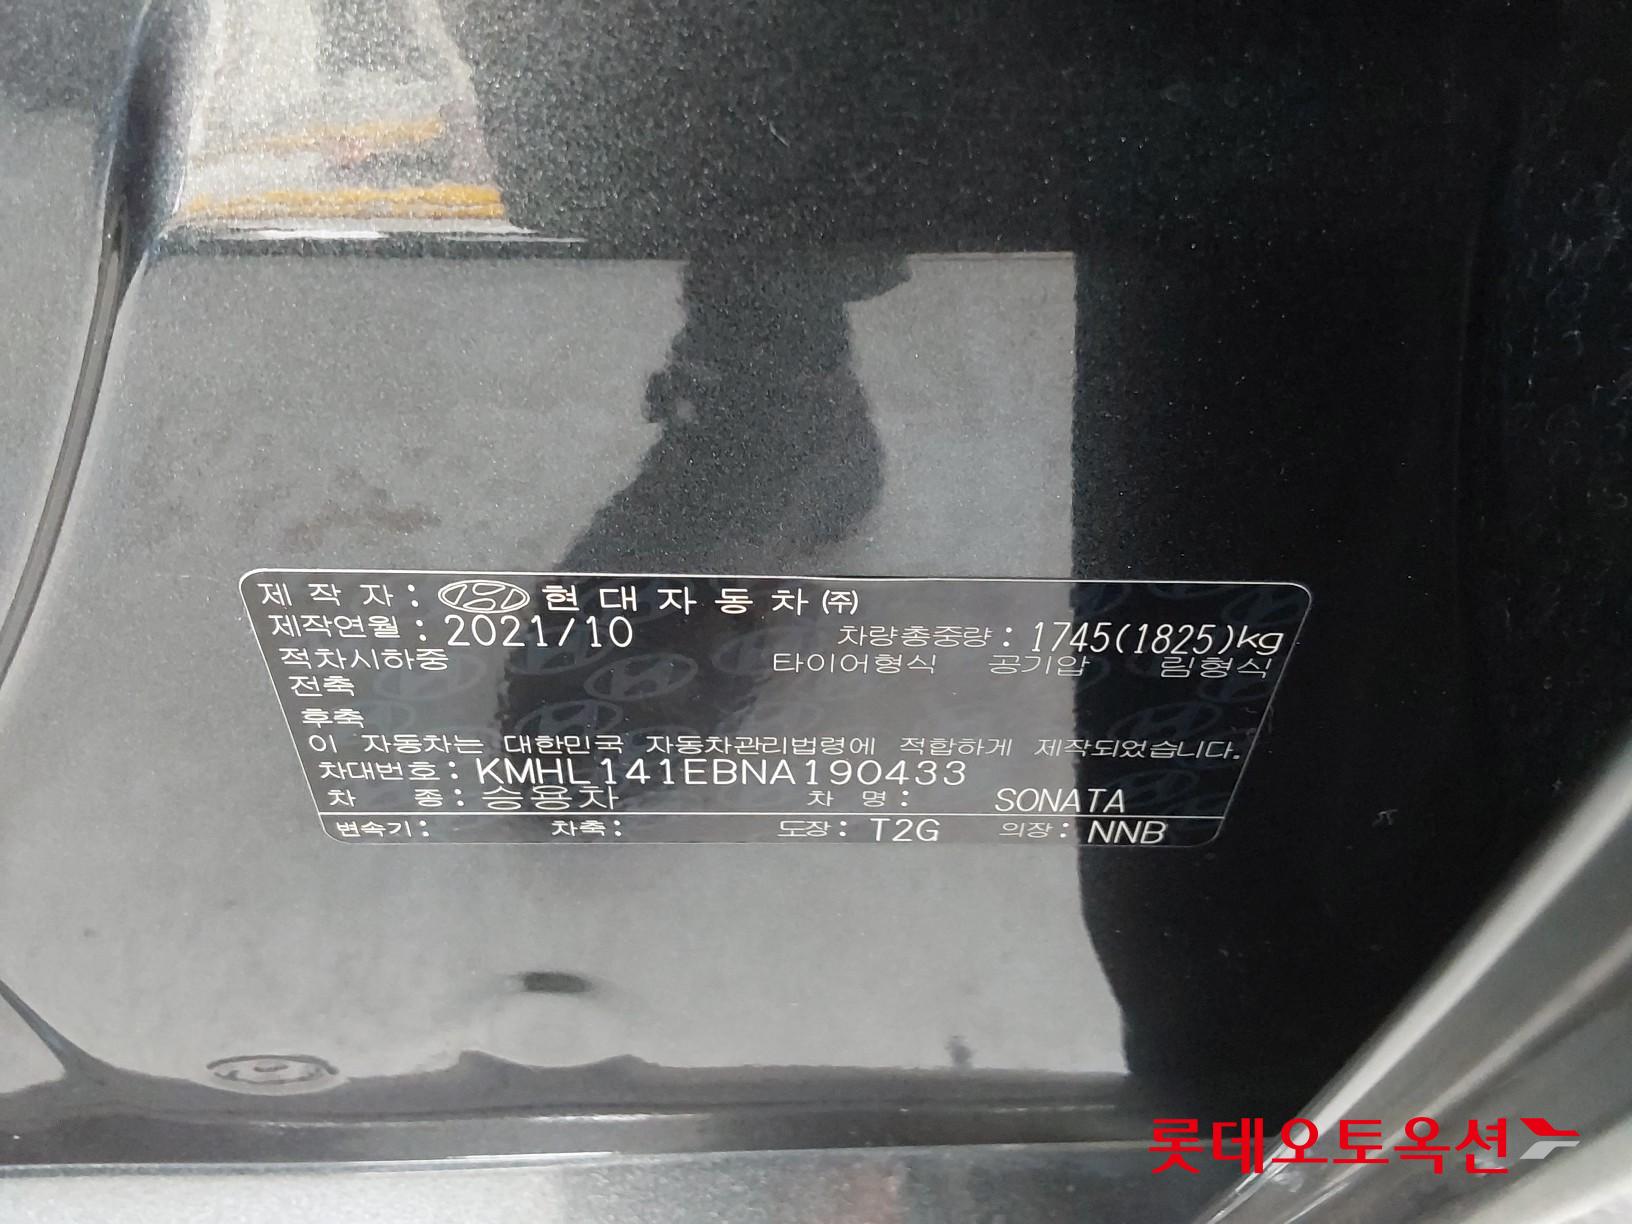 제작자 : 현대자동차(주)
제작연월 : 2021/10 차량총중량 : 1745(1825)kg
적차시하중 타이어형식 공기압 림형식
전축
후축
이 자동차는 대한민국 자동차관리법령에 적합하게 제작되었습니다.
차대번호 : KMHL141EBNA190433
차 종 : 승용차 차 명 : SONATA
변속기 : 차축 : 도장 : T2G 의장 : NNB
롯데오토옥션